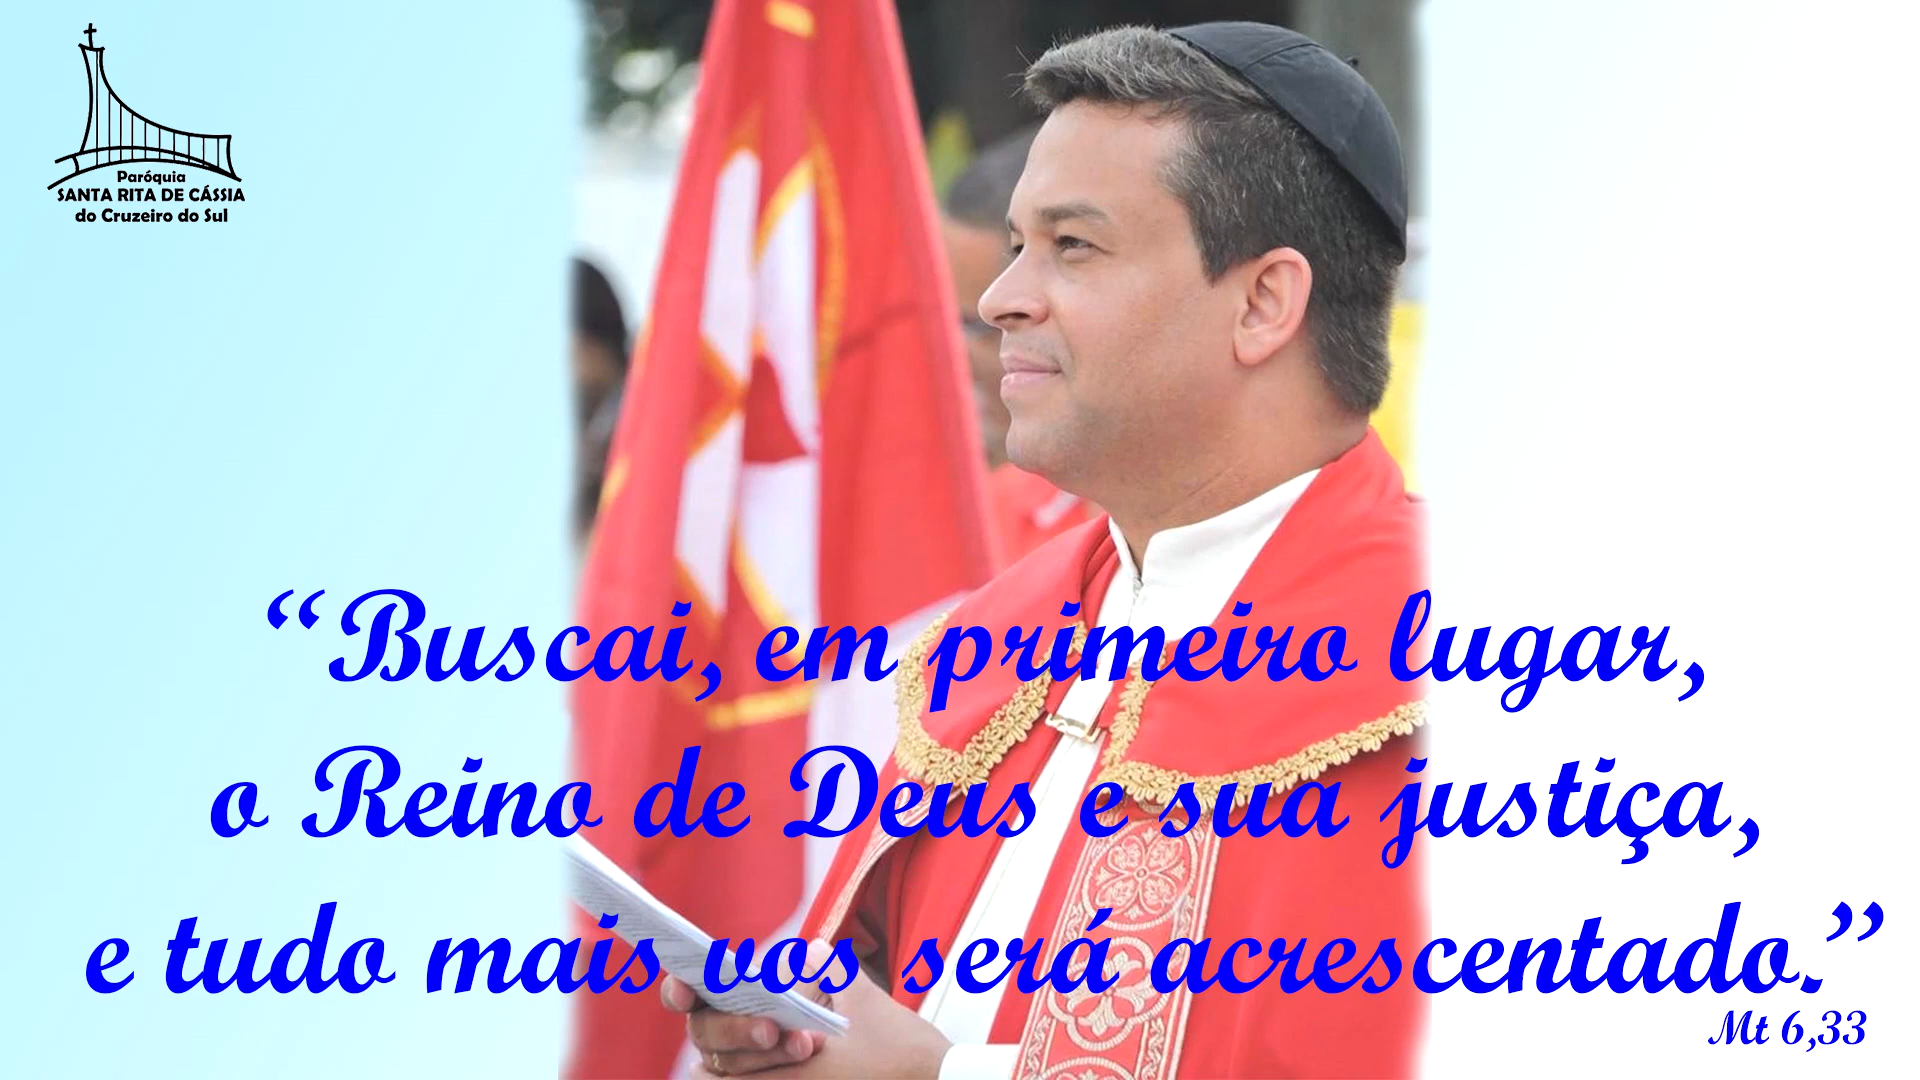 Paróquia
SANTA RITA DE CÁSSIA
do Cruzeiro do Sul
“Buscai, em primeiro lugar,
o Reino de Deus e sua justiça,
e tudo mais vos será acrescentado.”
Mt 6,33